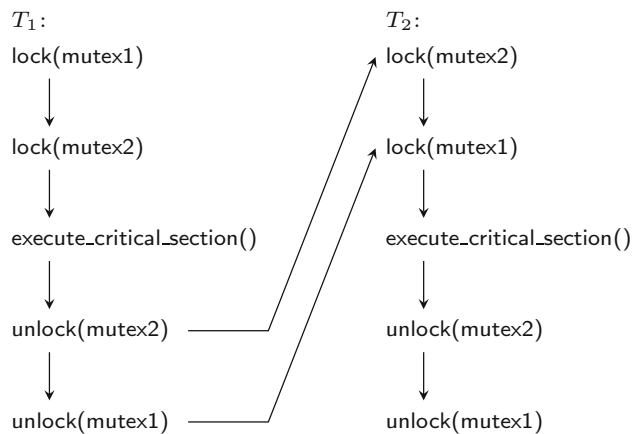 T₁:
lock(mutex1)
lock(mutex2)
execute_critical_section()
unlock(mutex2)
unlock(mutex1)
T₂:
lock(mutex2)
lock(mutex1)
execute_critical_section()
unlock(mutex2)
unlock(mutex1)